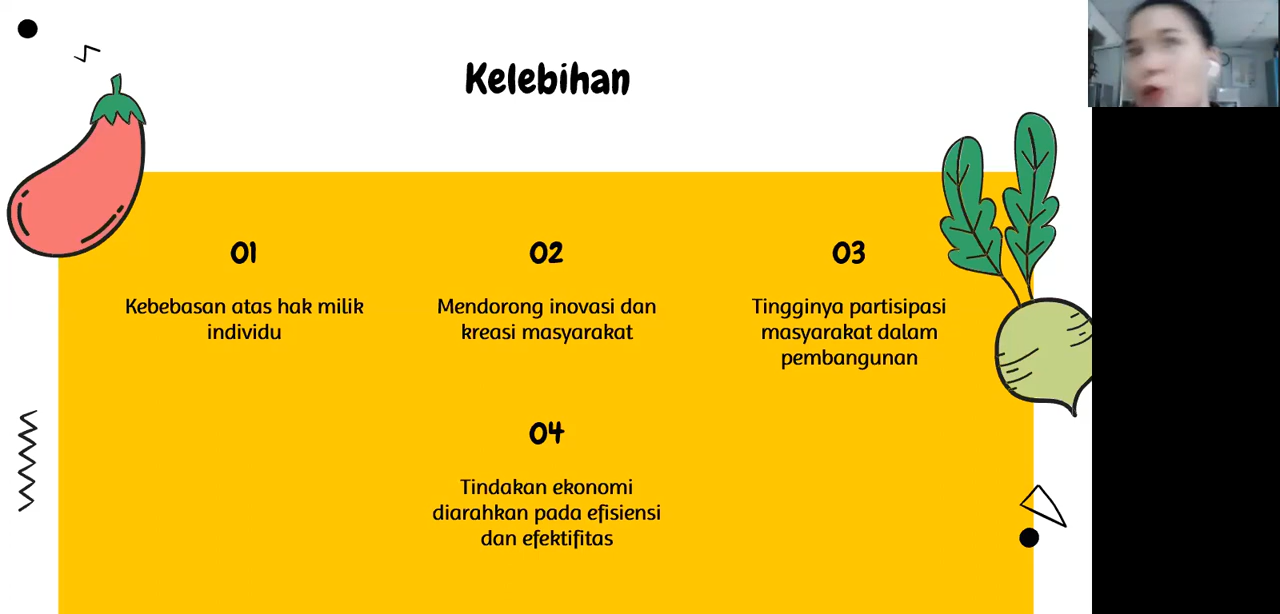 Kelebihan
01
Kebebasan atas hak milik
individu
02
Mendorong inovasi dan
kreasi masyarakat
03
Tingginya partisipasi
masyarakat dalam
pembangunan
04
Tindakan ekonomi
diarahkan pada efisiensi
dan efektifitas